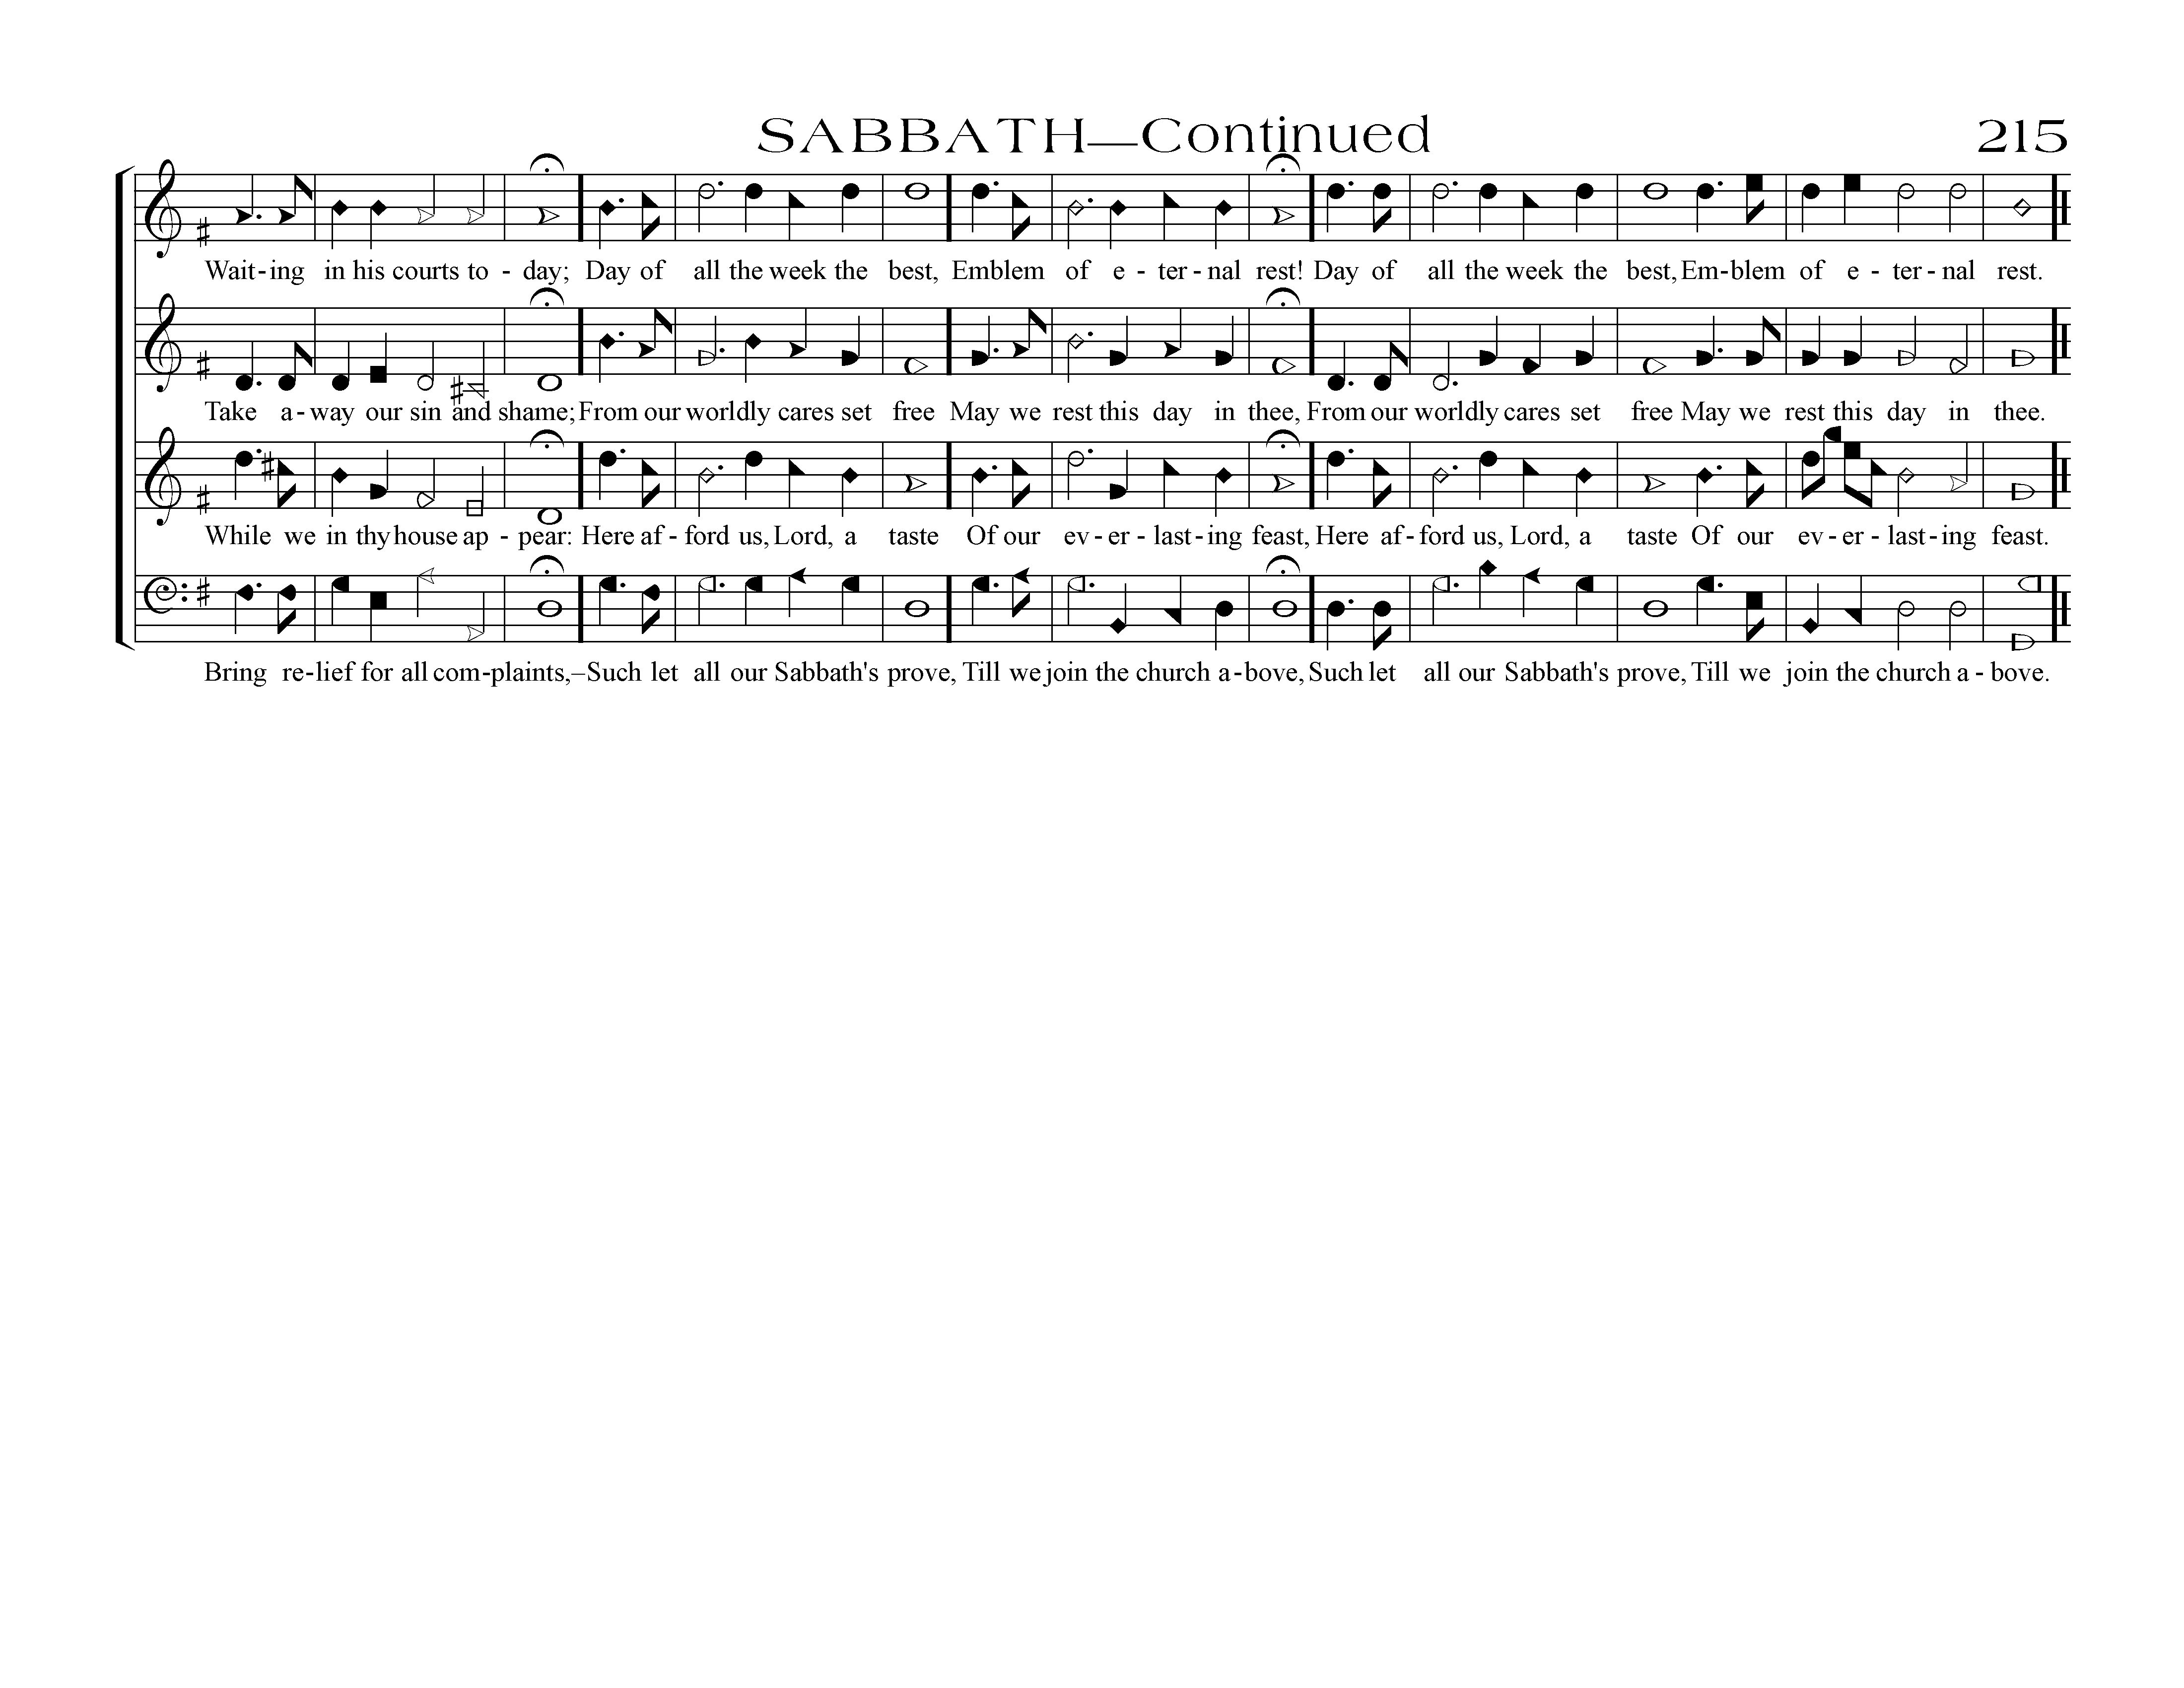 SABBATH—Continued 215
Wait-ing in his courts to - day; Day of all the week the best, Emblem of e - ter - nal rest! Day of all the week the best, Em-blem of e - ter - nal rest.
Take a-way our sin and shame; From our worldly cares set free May we rest this day in thee, From our worldly cares set free May we rest this day in thee.
While we in thy house ap - pear: Here af - ford us, Lord, a taste Of our ev - er - last-ing feast, Here af - ford us, Lord, a taste Of our ev - er - last-ing feast.
Bring re-lief for all com-plaints,–Such let all our Sabbath's prove, Till we join the church a-bove, Such let all our Sabbath's prove, Till we join the church a - bove.